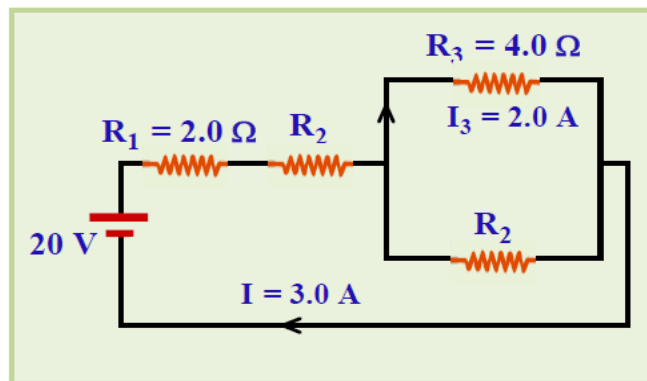 R₃ = 4.0 Ω
I₃ = 2.0 A
R₁ = 2.0 Ω
R₂
R₂
20 V
I = 3.0 A